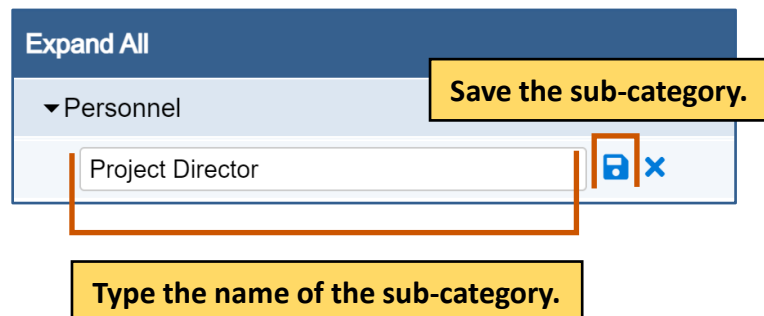 Expand All
Save the sub-category.
Personnel
Project Director
Type the name of the sub-category.